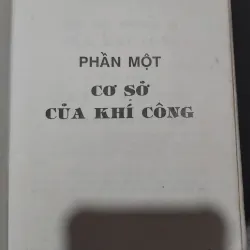 PHẦN MỘT
CƠ SỞ
CỦA KHÍ CÔNG